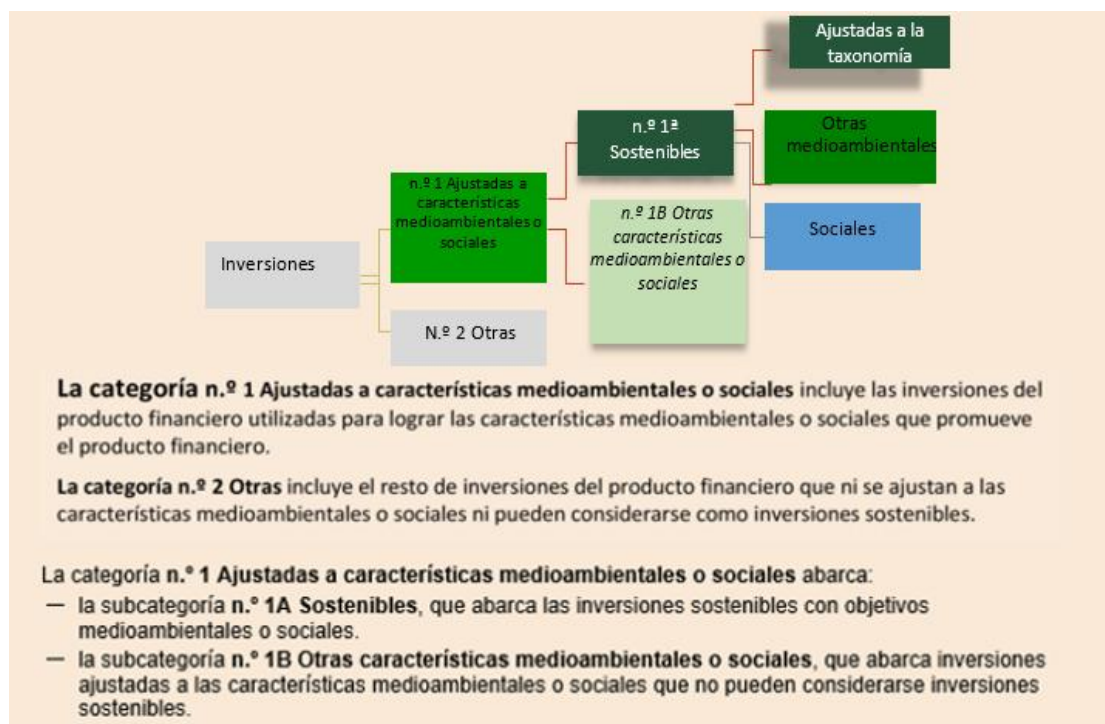 Ajustadas a la
taxonomía
n.º 1ª
Sostenibles
Otras
medioambientales
n.º 1 Ajustadas a
características
medioambientales o
sociales
n.º 1B Otras
características
medioambientales o
sociales
Sociales
Inversiones
N.º 2 Otras
La categoría n.º 1 Ajustadas a características medioambientales o sociales incluye las inversiones del
producto financiero utilizadas para lograr las características medioambientales o sociales que promueve
el producto financiero.
La categoría n.º 2 Otras incluye el resto de inversiones del producto financiero que ni se ajustan a las
características medioambientales o sociales ni pueden considerarse como inversiones sostenibles.
La categoría n.º 1 Ajustadas a características medioambientales o sociales abarca:
— la subcategoría n.º 1A Sostenibles, que abarca las inversiones sostenibles con objetivos
medioambientales o sociales.
— la subcategoría n.º 1B Otras características medioambientales o sociales, que abarca inversiones
ajustadas a las características medioambientales o sociales que no pueden considerarse inversiones
sostenibles.